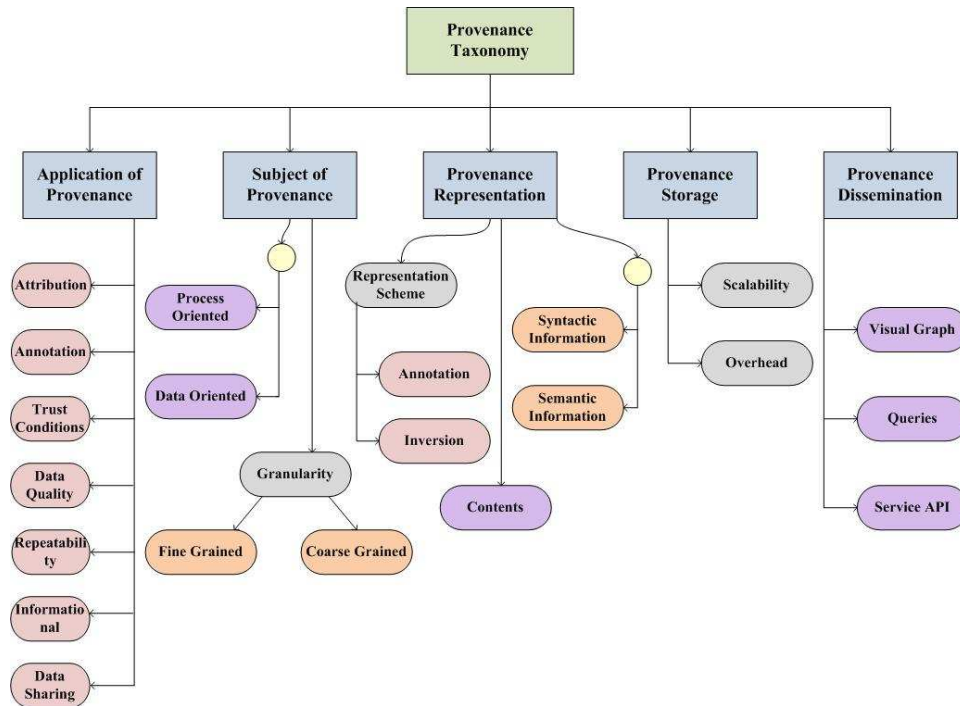 Provenance
Taxonomy
Application of
Provenance
Subject of
Provenance
Provenance
Representation
Provenance
Storage
Provenance
Dissemination
Attribution
Annotation
Trust
Conditions
Data
Quality
Repeatabili
ty
Information
al
Data
Sharing
Process
Oriented
Data Oriented
Granularity
Fine Grained
Coarse Grained
Representation
Scheme
Annotation
Inversion
Contents
Syntactic
Information
Semantic
Information
Scalability
Overhead
Visual Graph
Queries
Service API